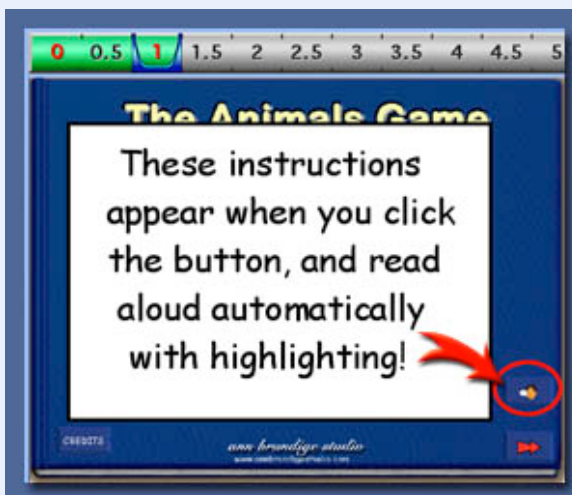 0 0.5 1 1.5 2 2.5 3 3.5 4 4.5 5
The Animals Game
These instructions
appear when you click
the button, and read
aloud automatically
with highlighting!
CREDITS
ann brundige studio